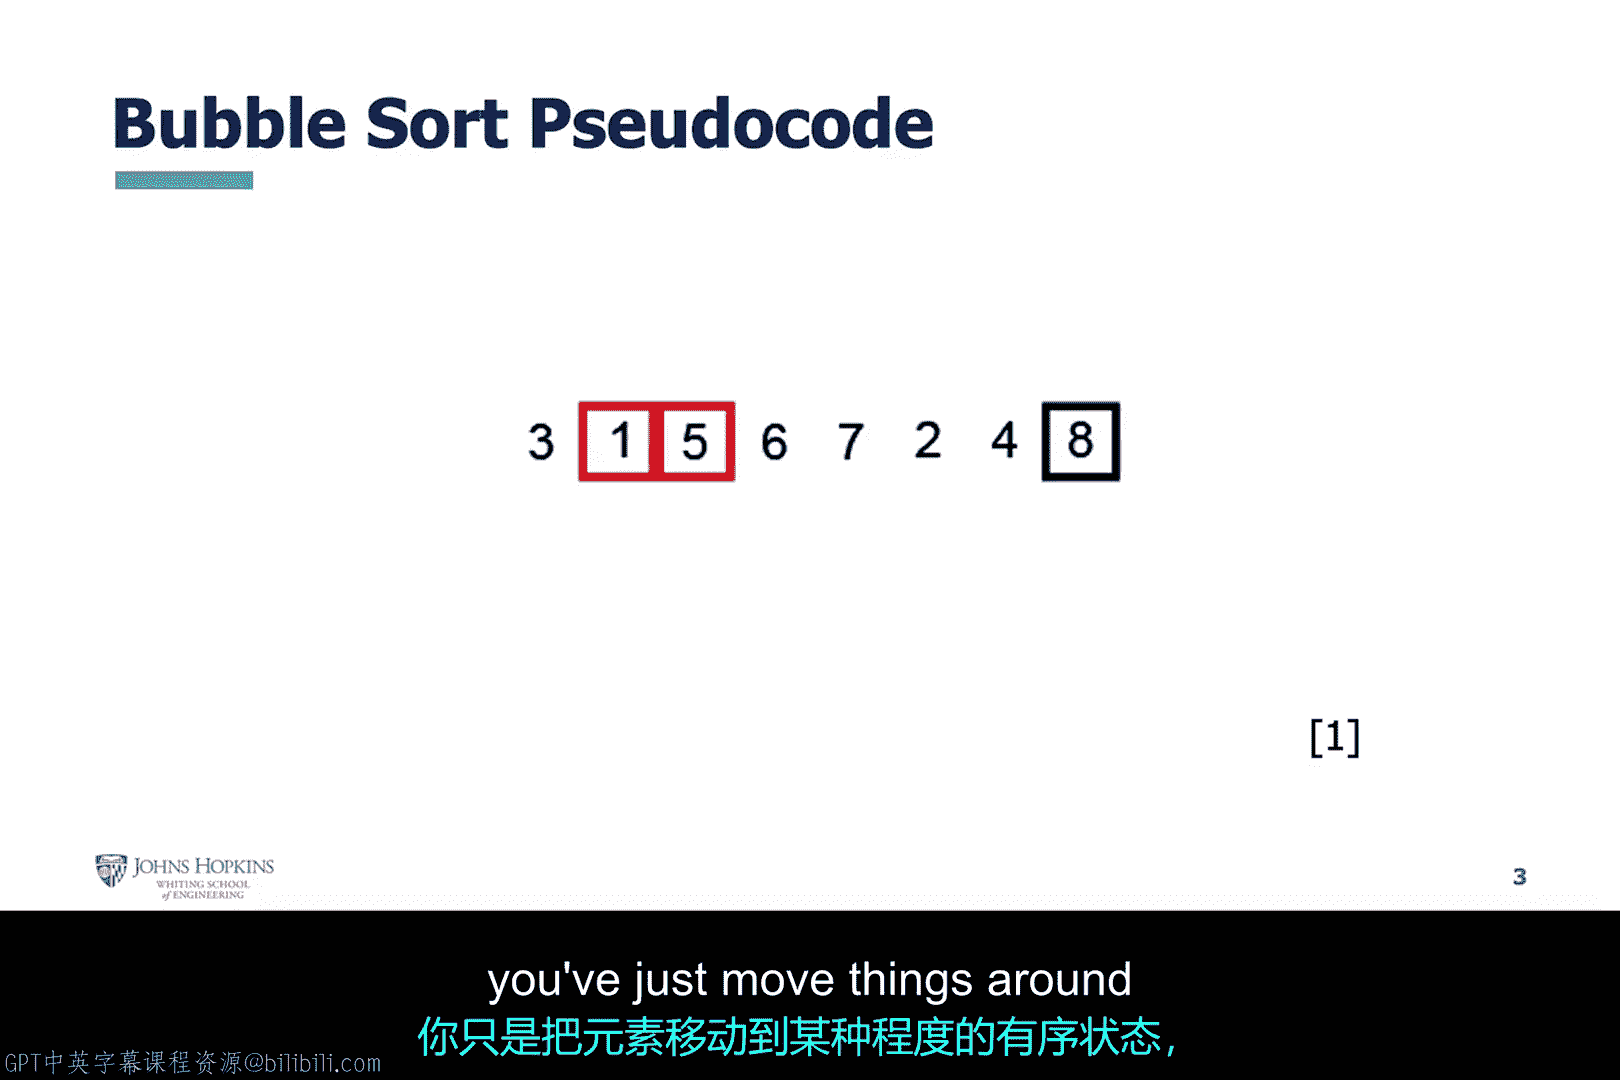 Bubble Sort Pseudocode
3 1 5 6 7 2 4 8
[1]
JOHNS HOPKINS
WHITING SCHOOL
of ENGINEERING
3
you've just move things around
你只是把元素移动到某种程度的有序状态，
GPT中英字幕课程资源@bilibili.com